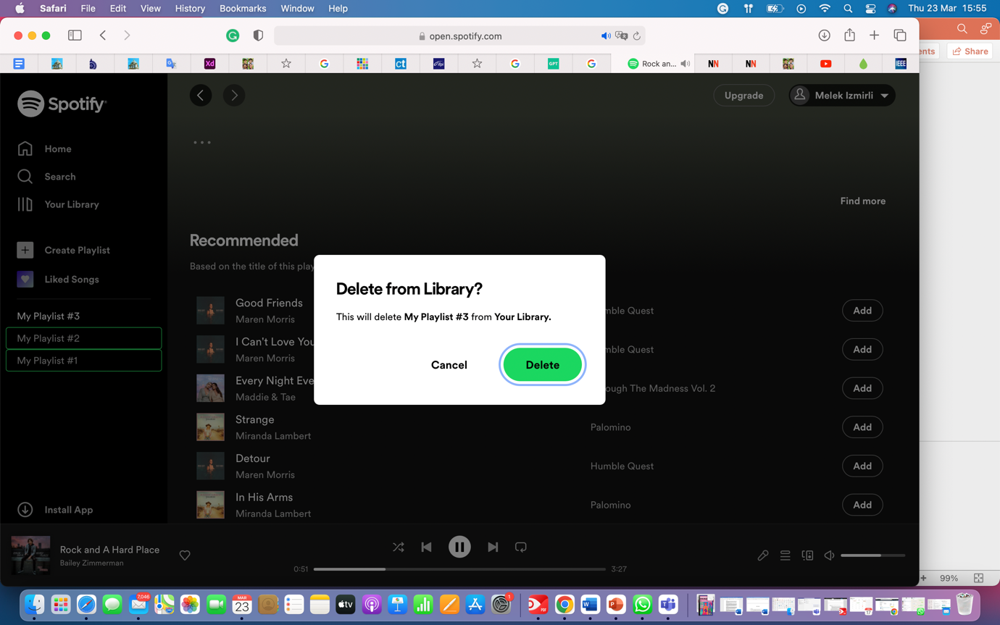 Safari File Edit View History Bookmarks Window Help Thu 23 Mar 15:55
open.spotify.com
ents Share
Xd G ct GPT Rock an... NN NN IEEE
Spotify
Upgrade Melek Izmirli
Home
Search
Your Library
Find more
Create Playlist
Liked Songs
Recommended
Based on the title of this play
My Playlist #3
My Playlist #2
My Playlist #1
Delete from Library?
This will delete My Playlist #3 from Your Library.
Cancel Delete
Good Friends
Maren Morris
mble Quest
Add
I Can't Love You
Maren Morris
mble Quest
Add
Every Night Eve
Maddie & Tae
ough The Madness Vol. 2
Add
Strange
Miranda Lambert
Palomino
Add
Detour
Maren Morris
Humble Quest
Add
In His Arms
Miranda Lambert
Palomino
Add
Install App
Rock and A Hard Place
Bailey Zimmerman
0:51 3:27
99%
7,046 MAR 23 tv 1 PDF W P